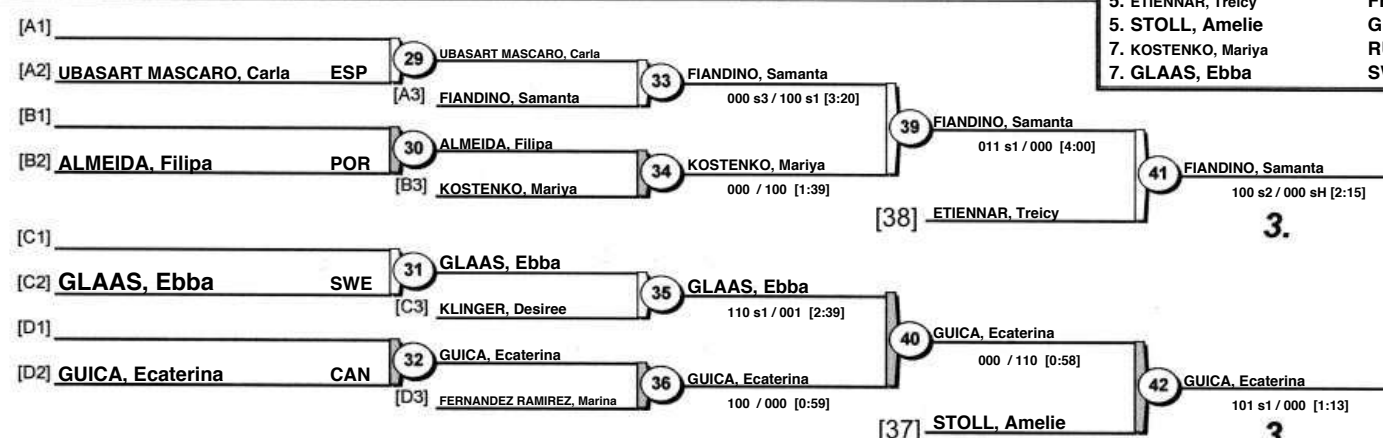 5. ETIENNAR, Treicy
5. STOLL, Amelie G
7. KOSTENKO, Mariya
7. GLAAS, Ebba
[A1]
[A2] UBASART MASCARO, Carla ESP
29
UBASART MASCARO, Carla
[A3] FIANDINO, Samanta
33
FIANDINO, Samanta
000 s3 / 100 s1 [3:20]
[B1]
[B2] ALMEIDA, Filipa POR
30
ALMEIDA, Filipa
[B3] KOSTENKO, Mariya
34
KOSTENKO, Mariya
000 / 100 [1:39]
39
FIANDINO, Samanta
011 s1 / 000 [4:00]
[38] ETIENNAR, Treicy
41
FIANDINO, Samanta
100 s2 / 000 sH [2:15]
3.
[C1]
[C2] GLAAS, Ebba SWE
31
GLAAS, Ebba
[C3] KLINGER, Desiree
35
GLAAS, Ebba
110 s1 / 001 [2:39]
[D1]
[D2] GUICA, Ecaterina CAN
32
GUICA, Ecaterina
[D3] FERNANDEZ RAMIREZ, Marina
36
GUICA, Ecaterina
100 / 000 [0:59]
40
GUICA, Ecaterina
000 / 110 [0:58]
[37] STOLL, Amelie
42
GUICA, Ecaterina
101 s1 / 000 [1:13]
3